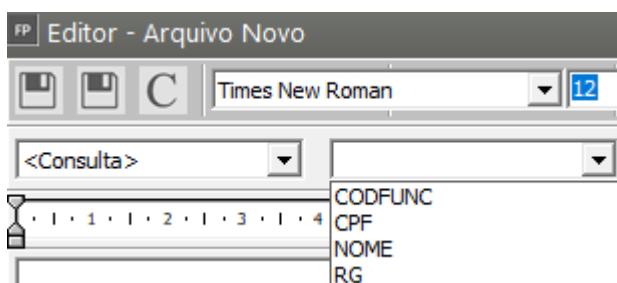 FP Editor - Arquivo Novo
C Times New Roman 12
<Consulta>
CODFUNC
1 2 3 4 CPF
NOME
RG